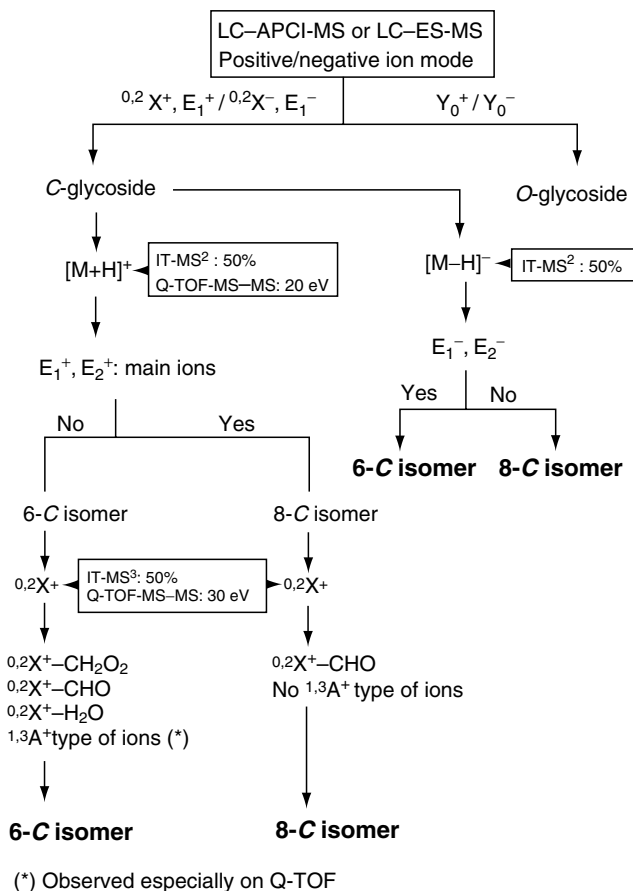 LC–APCI-MS or LC–ES-MS
Positive/negative ion mode
0,2 X+, E1+ / 0,2X–, E1–
Y0+ / Y0–
C-glycoside
O-glycoside
[M+H]+
IT-MS2 : 50%
Q-TOF-MS–MS: 20 eV
[M–H]–
IT-MS2 : 50%
E1+, E2+: main ions
E1–, E2–
Yes
No
6-C isomer
8-C isomer
No
Yes
6-C isomer
8-C isomer
0,2X+
IT-MS3: 50%
Q-TOF-MS–MS: 30 eV
0,2X+
0,2X+–CH2O2
0,2X+–CHO
0,2X+–H2O
1,3A+type of ions (*)
0,2X+–CHO
No 1,3A+ type of ions
6-C isomer
8-C isomer
(*) Observed especially on Q-TOF